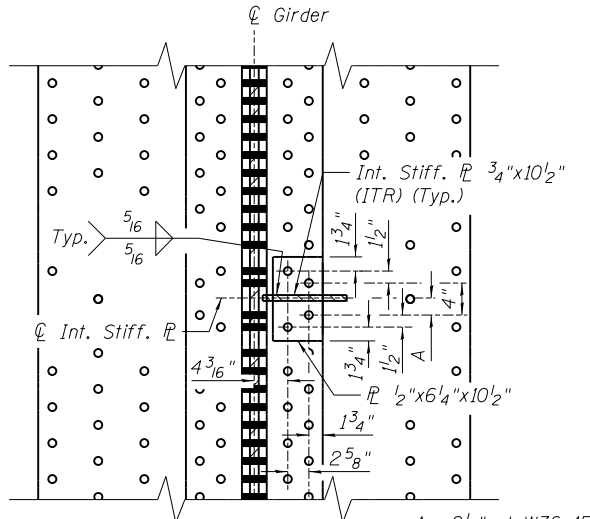 ℄ Girder
Int. Stiff. ℙ 3/4"x10 1/2"
(ITR) (Typ.)
Typ.
5/16
5/16
1 3/4"
1 1/2"
℄ Int. Stiff. ℙ
4"
4 3/16"
1 3/4"
1 1/2"
A
ℙ 1/2"x6 1/4"x10 1/2"
1 3/4"
2 5/8"